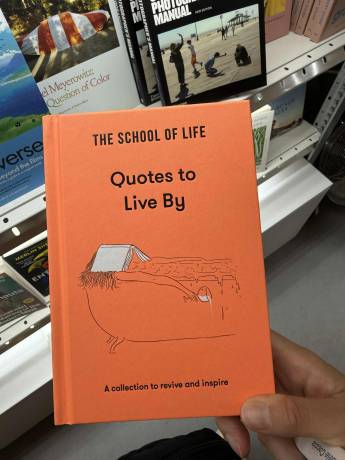 THE SCHOOL OF LIFE
Quotes to
Live By
A collection to revive and inspire
el Meyerowitz:
Question of Color
MANUAL
verse